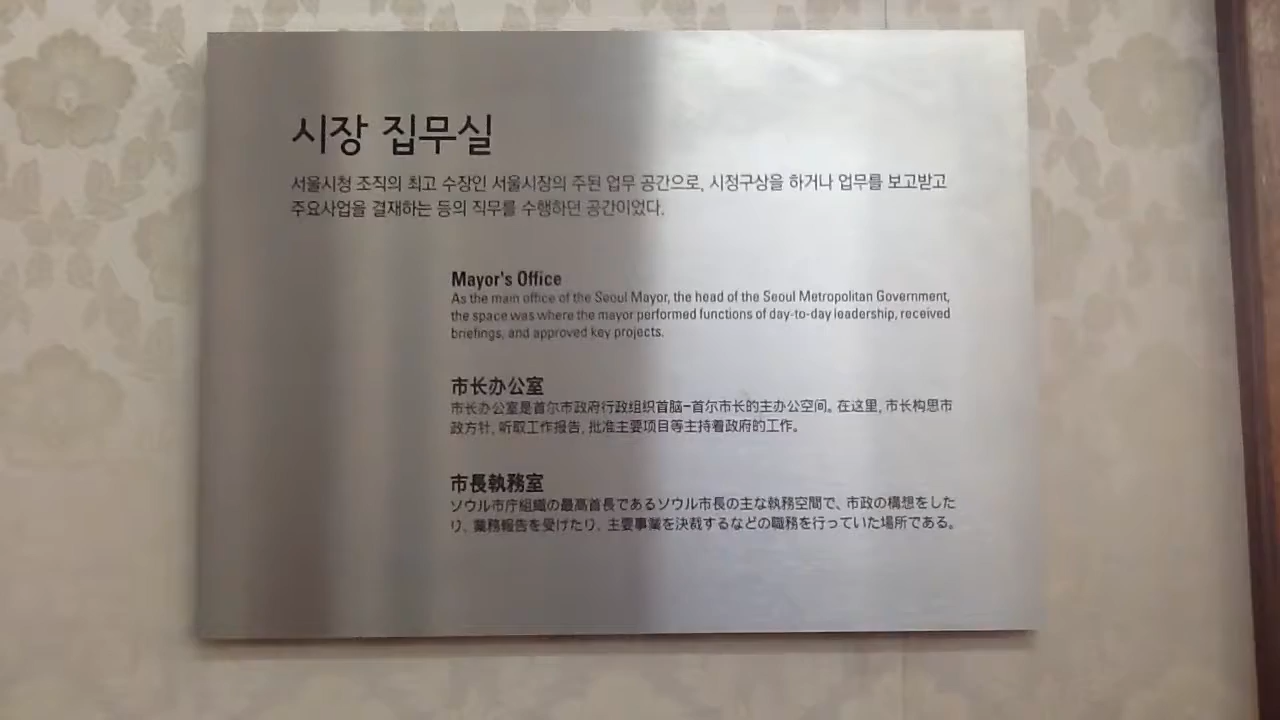 시장 집무실
서울시청 조직의 최고 수장인 서울시장의 주된 업무 공간으로, 시정구상을 하거나 업무를 보고받고
주요사업을 결재하는 등의 직무를 수행하던 공간이었다.
Mayor's Office
As the main office of the Seoul Mayor, the head of the Seoul Metropolitan Government,
the space was where the mayor performed functions of day-to-day leadership, received
briefings, and approved key projects.
市长办公室
市长办公室是首尔市政府行政组织首脑-首尔市长的主办公空间。在这里, 市长构思市
政方针, 听取工作报告, 批准主要项目等主持着政府的工作。
市長執務室
ソウル市庁組織の最高首長であるソウル市長の主な執務空間で、市政の構想をした
り、業務報告を受けたり、主要事業を決裁するなどの職務を行っていた場所である。